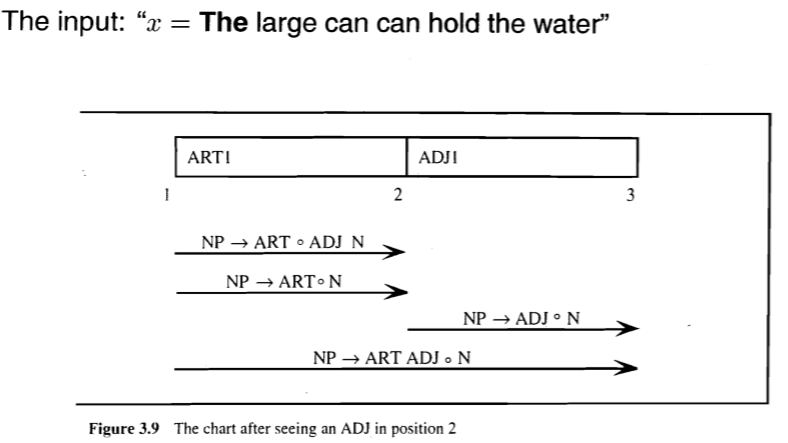 The input: “x = The large can can hold the water”
ART1 ADJ1
1 2 3
NP → ART ∘ ADJ N
NP → ART ∘ N
NP → ADJ ∘ N
NP → ART ADJ ∘ N
Figure 3.9 The chart after seeing an ADJ in position 2